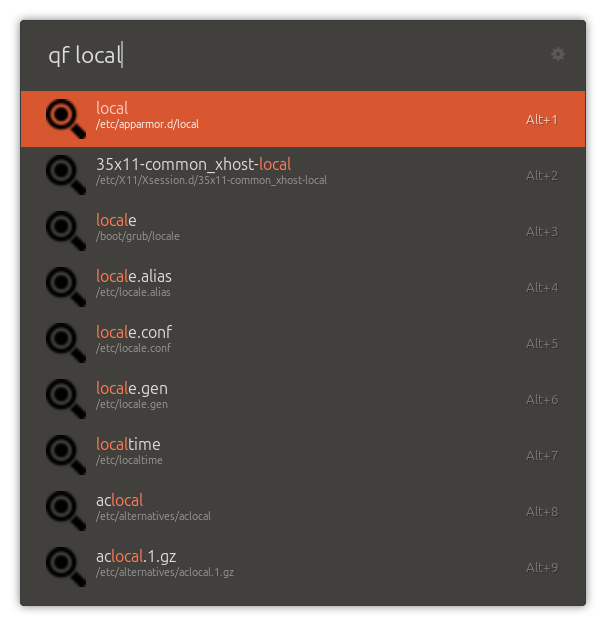 qf local
local
/etc/apparmor.d/local
Alt+1
35x11-common_xhost-local
/etc/X11/Xsession.d/35x11-common_xhost-local
Alt+2
locale
/boot/grub/locale
Alt+3
locale.alias
/etc/locale.alias
Alt+4
locale.conf
/etc/locale.conf
Alt+5
locale.gen
/etc/locale.gen
Alt+6
localtime
/etc/localtime
Alt+7
aclocal
/etc/alternatives/aclocal
Alt+8
aclocal.1.gz
/etc/alternatives/aclocal.1.gz
Alt+9